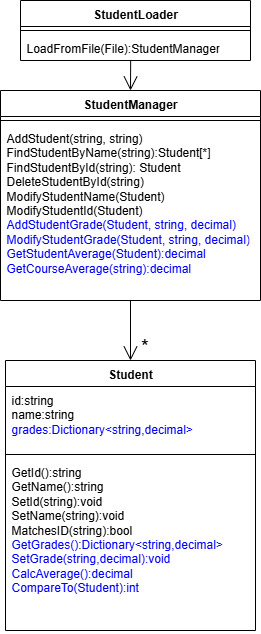 StudentLoader
LoadFromFile(File):StudentManager
StudentManager
AddStudent(string, string)
FindStudentByName(string):Student[*]
FindStudentById(string): Student
DeleteStudentById(string)
ModifyStudentName(Student)
ModifyStudentId(Student)
AddStudentGrade(Student, string, decimal)
ModifyStudentGrade(Student, string, decimal)
GetStudentAverage(Student):decimal
GetCourseAverage(string):decimal
*
Student
id:string
name:string
grades:Dictionary<string,decimal>
GetId():string
GetName():string
SetId(string):void
SetName(string):void
MatchesID(string):bool
GetGrades():Dictionary<string,decimal>
SetGrade(string,decimal):void
CalcAverage():decimal
CompareTo(Student):int